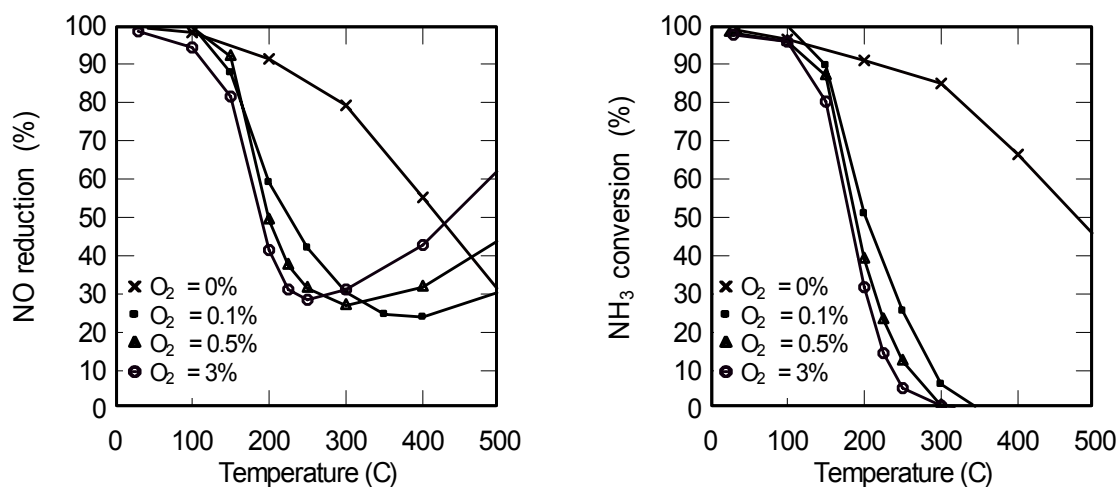 NO reduction (%)
100
90
80
70
60
50
40
30
20
10
0
O2 = 0%
O2 = 0.1%
O2 = 0.5%
O2 = 3%
0 100 200 300 400 500
Temperature (C)
NH3 conversion (%)
100
90
80
70
60
50
40
30
20
10
0
O2 = 0%
O2 = 0.1%
O2 = 0.5%
O2 = 3%
0 100 200 300 400 500
Temperature (C)